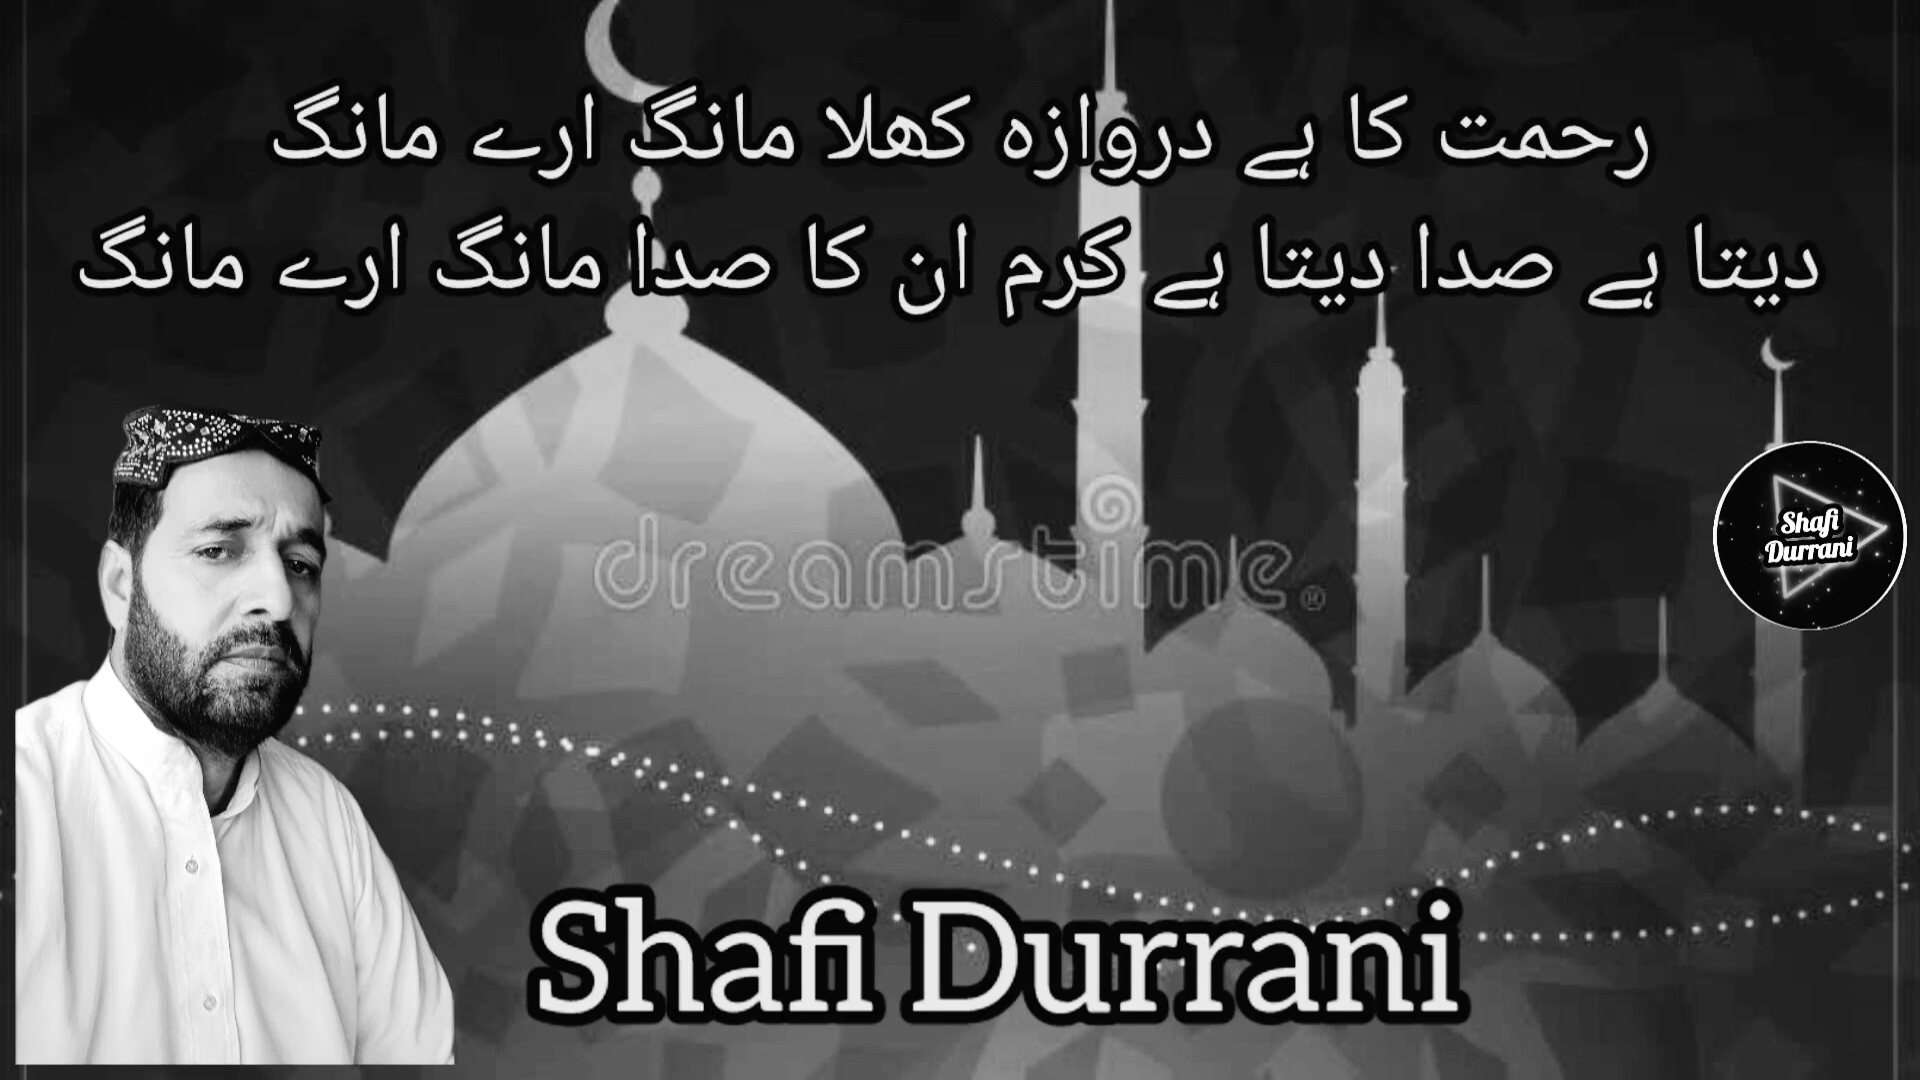 رحمت کا ہے دروازہ کھلا مانگ ارے مانگ
دیتا ہے صدا دیتا ہے کرم ان کا صدا مانگ ارے مانگ
dreamstime®
Shafi
Durrani
Shafi Durrani